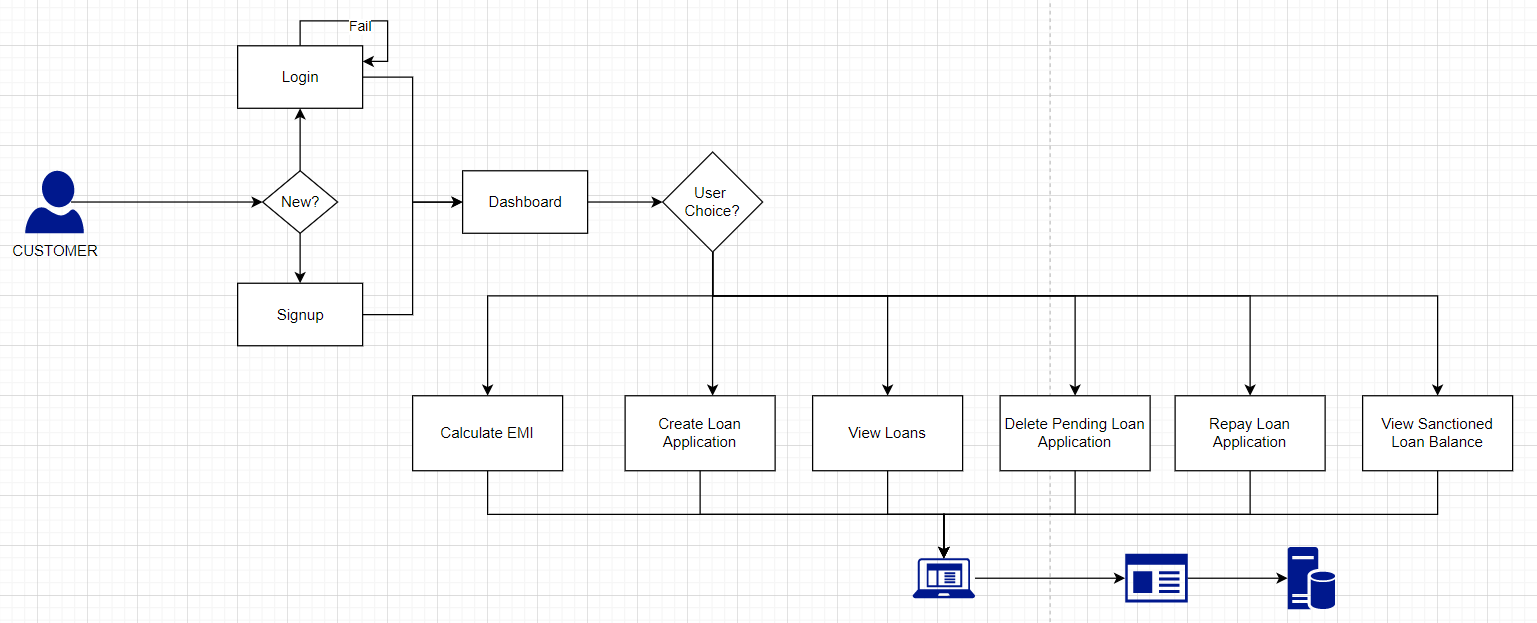 Fail
Login
New?
CUSTOMER
Signup
Dashboard
User
Choice?
Calculate EMI
Create Loan
Application
View Loans
Delete Pending Loan
Application
Repay Loan
Application
View Sanctioned
Loan Balance